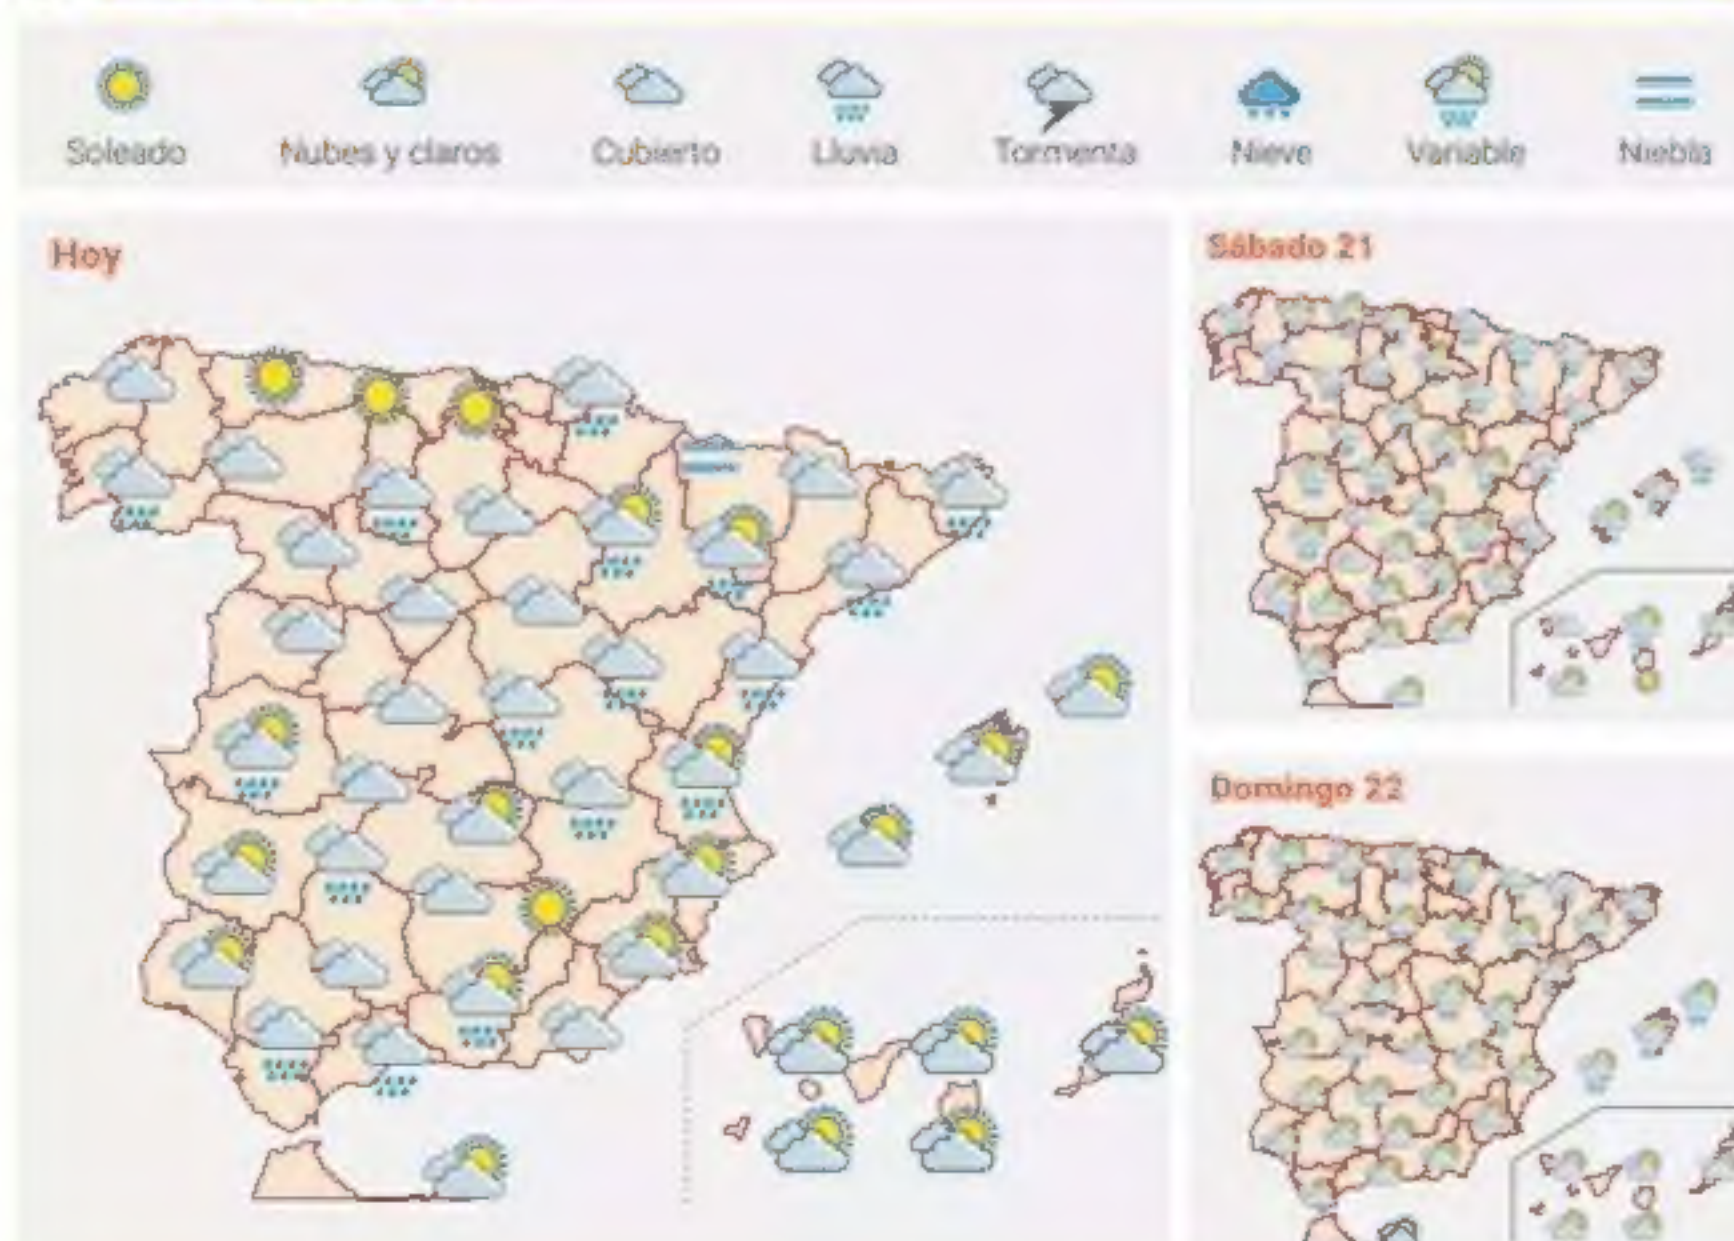 Soleado
Nubes y claros
Cubierto
Lluvia
Tormenta
Nieve
Variable
Niebla
Hoy
Sábado 21
Domingo 22